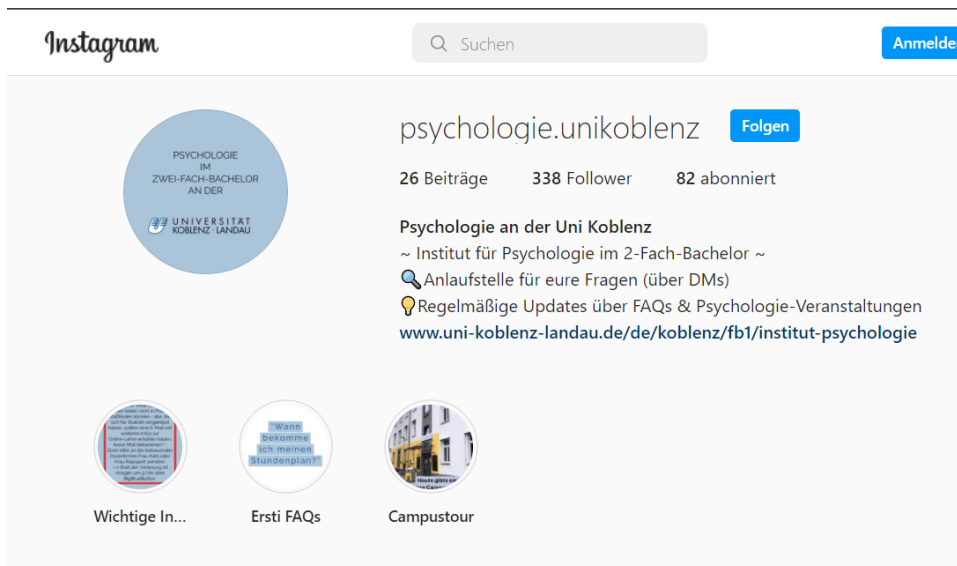 Instagram
Suchen
Anmelde
PSYCHOLOGIE
IM
ZWEI-FACH-BACHELOR
AN DER
UNIVERSITÄT
KOBLENZ · LANDAU
psychologie.unikoblenz
Folgen
26 Beiträge 338 Follower 82 abonniert
Psychologie an der Uni Koblenz
~ Institut für Psychologie im 2-Fach-Bachelor ~
🔍Anlaufstelle für eure Fragen (über DMs)
💡Regelmäßige Updates über FAQs & Psychologie-Veranstaltungen
www.uni-koblenz-landau.de/de/koblenz/fb1/institut-psychologie
"Wann
bekomme
ich meinen
Stundenplan?"
Heute gibts
Wichtige In...
Ersti FAQs
Campustour